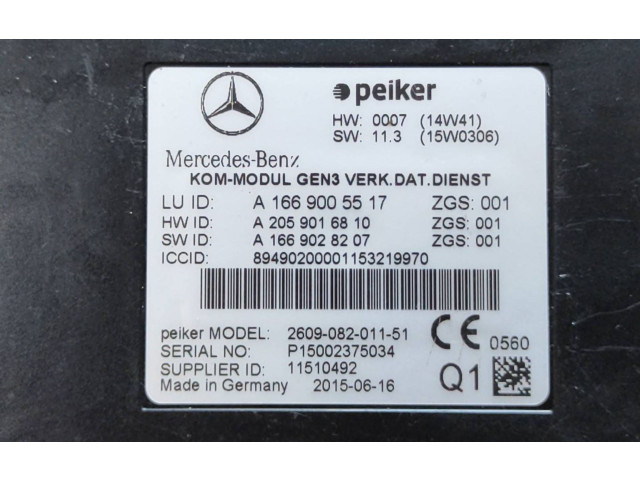 peiker
HW: 0007 (14W41)
SW: 11.3 (15W0306)
Mercedes-Benz
KOM-MODUL GEN3 VERK.DAT.DIENST
LU ID: A 166 900 55 17 ZGS: 001
HW ID: A 205 901 68 10 ZGS: 001
SW ID: A 166 902 82 07 ZGS: 001
ICCID: 89490200001153219970
peiker MODEL: 2609-082-011-51
SERIAL NO: P15002375034
SUPPLIER ID: 11510492
Made in Germany 2015-06-16
CE 0560
Q1